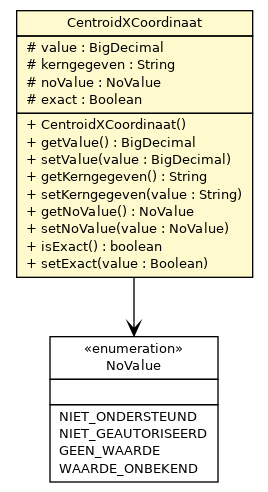 CentroidXCoordinaat
# value : BigDecimal
# kerngegeven : String
# noValue : NoValue
# exact : Boolean
+ CentroidXCoordinaat()
+ getValue() : BigDecimal
+ setValue(value : BigDecimal)
+ getKerngegeven() : String
+ setKerngegeven(value : String)
+ getNoValue() : NoValue
+ setNoValue(value : NoValue)
+ isExact() : boolean
+ setExact(value : Boolean)
«enumeration»
NoValue
NIET_ONDERSTEUND
NIET_GEAUTORISEERD
GEEN_WAARDE
WAARDE_ONBEKEND